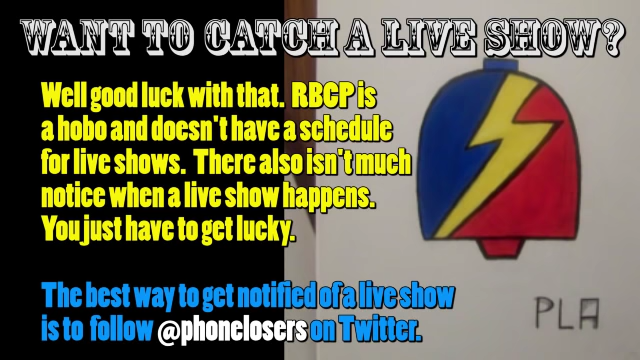 WANT TO CATCH A LIVE SHOW?
Well good luck with that. RBCP is
a hobo and doesn't have a schedule
for live shows. There also isn't much
notice when a live show happens.
You just have to get lucky.
The best way to get notified of a live show
is to follow @phonelosers on Twitter.
PLA